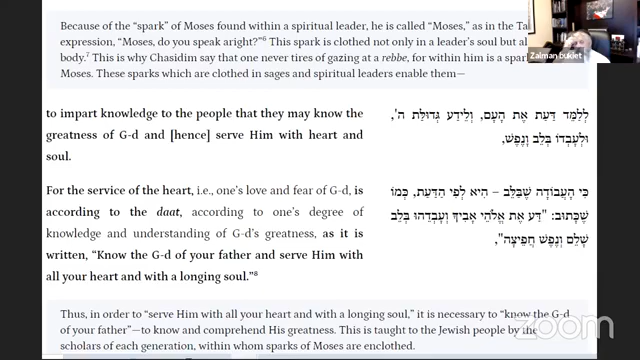 Because of the “spark” of Moses found within a spiritual leader, he is called “Moses,” as in the Ta
expression, “Moses, do you speak aright?”⁶ This spark is clothed not only in a leader’s soul but al
body.⁷ This is why Chasidim say that one never tires of gazing at a rebbe, for within him is a spar
Moses. These sparks which are clothed in sages and spiritual leaders enable them—
Zalman bukiet
to impart knowledge to the people that they may know the
greatness of G-d and [hence] serve Him with heart and
soul.
לְלַמֵּד דַּעַת אֶת הָעָם, וְלֵידַע גְּדוּלַּת ה',
וּלְעָבְדוֹ בְּלֵב וָנֶפֶשׁ,
For the service of the heart, i.e., one’s love and fear of G-d, is
according to the daat, according to one’s degree of
knowledge and understanding of G-d’s greatness, as it is
written, “Know the G-d of your father and serve Him with
all your heart and with a longing soul.”⁸
כִּי הָעֲבוֹדָה שֶׁבַּלֵּב – הִיא לְפִי הַדַּעַת, כְּמוֹ
שֶׁכָּתוּב: "דַּע אֶת אֱלֹהֵי אָבִיךָ וְעָבְדֵהוּ בְּלֵב
שָׁלֵם וְנֶפֶשׁ חֲפֵיצָה",
Thus, in order to “serve Him with all your heart and with a longing soul,” it is necessary to “know the G-d
of your father”—to know and comprehend His greatness. This is taught to the Jewish people by the
scholars of each generation, within whom sparks of Moses are enclothed.
zoom